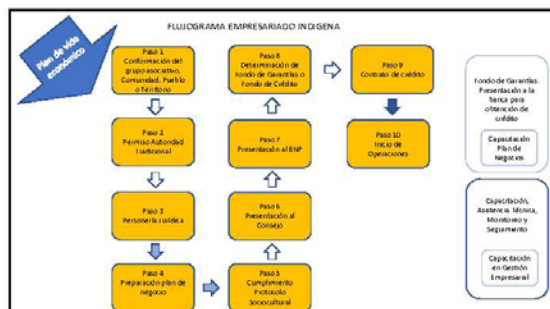 FLUJOGRAMA EMPRESARIADO INDIGENA
Plan de vida
económico
Paso 1
Conformación del
grupo asociativo,
Comunidad, Pueblo
o Territorio
Paso 2
Permiso Autoridad
Tradicional
Paso 3
Personería Jurídica
Paso 4
Preparación plan de
negocio
Paso 5
Cumplimiento
Protocolo
Sociocultural
Paso 6
Presentación al
Consejo
Paso 7
Presentación al BNP
Paso 8
Determinación de
Fondo de Garantías o
Fondo de Crédito
Paso 9
Contrato de crédito
Paso 10
Inicio de
Operaciones
Fondo de Garantías.
Presentación a la
banca para
obtención de
crédito
Capacitación
Plan de
Negocios
Capacitación,
Asistencia Técnica,
Monitoreo y
Seguimiento
Capacitación
en Gestión
Empresarial